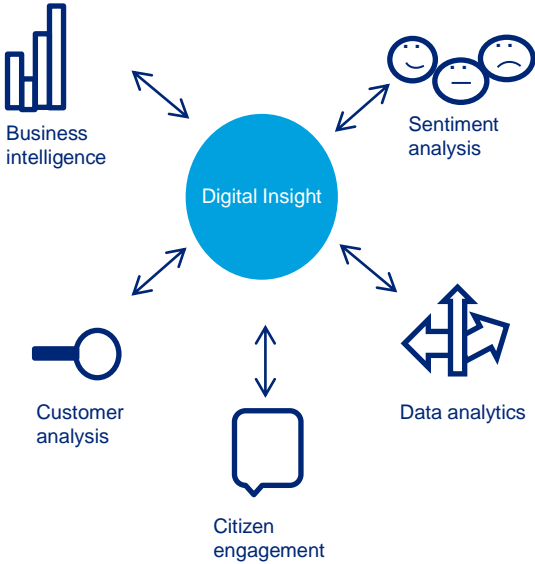 Business
intelligence
Sentiment
analysis
Digital Insight
Customer
analysis
Data analytics
Citizen
engagement